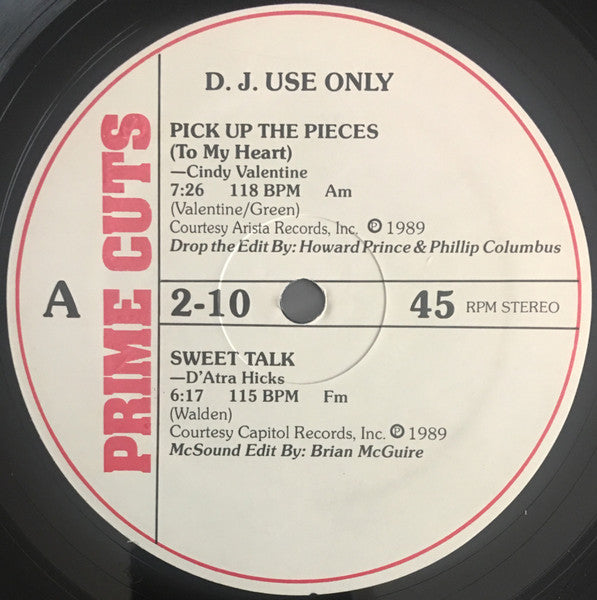 D. J. USE ONLY
PRIME CUTS
PICK UP THE PIECES
(To My Heart)
—Cindy Valentine
7:26 118 BPM Am
(Valentine/Green)
Courtesy Arista Records, Inc. ℗ 1989
Drop the Edit By: Howard Prince & Phillip Columbus
A
2-10
45 RPM STEREO
SWEET TALK
—D'Atra Hicks
6:17 115 BPM Fm
(Walden)
Courtesy Capitol Records, Inc. ℗ 1989
McSound Edit By: Brian McGuire